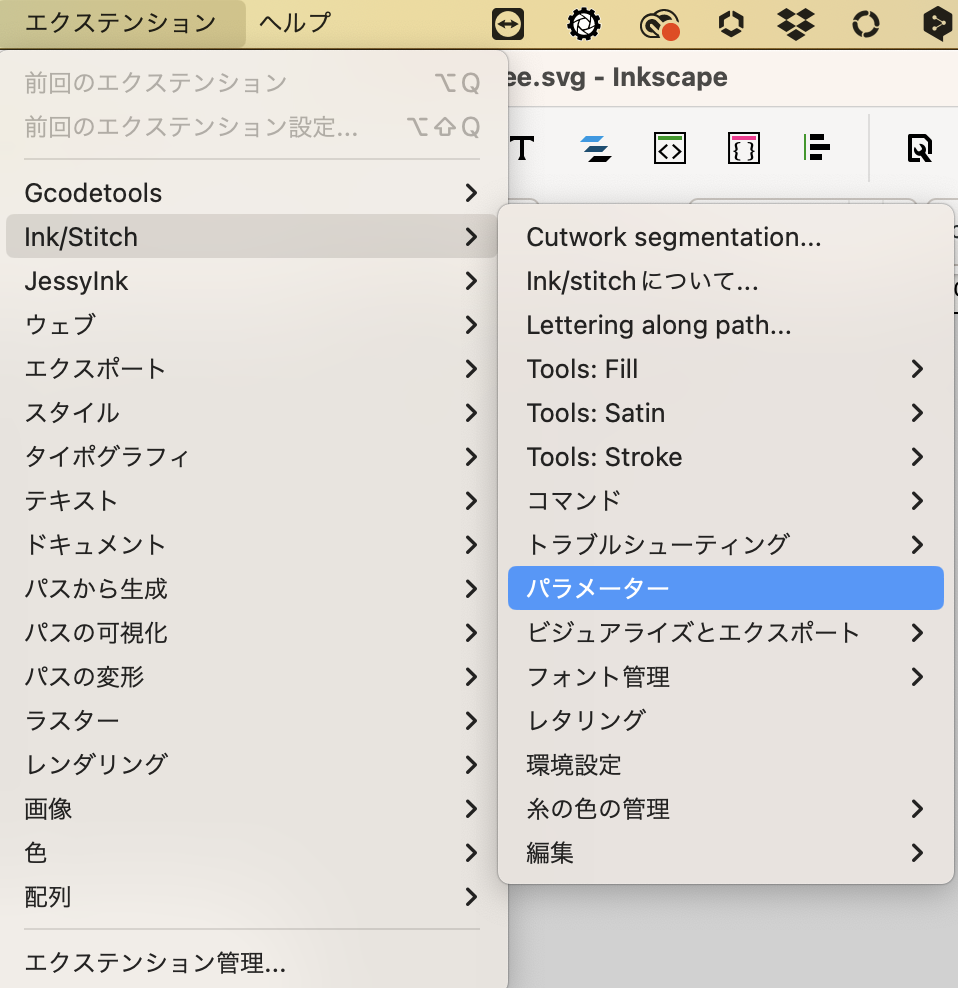 エクステンション ヘルプ
ee.svg - Inkscape
前回のエクステンション ⌥Q
前回のエクステンション設定... ⌥⇧Q
Gcodetools
Ink/Stitch
JessyInk
ウェブ
エクスポート
スタイル
タイポグラフィ
テキスト
ドキュメント
パスから生成
パスの可視化
パスの変形
ラスター
レンダリング
画像
色
配列
エクステンション管理...
Cutwork segmentation...
Ink/stitchについて...
Lettering along path...
Tools: Fill
Tools: Satin
Tools: Stroke
コマンド
トラブルシューティング
パラメーター
ビジュアライズとエクスポート
フォント管理
レタリング
環境設定
糸の色の管理
編集